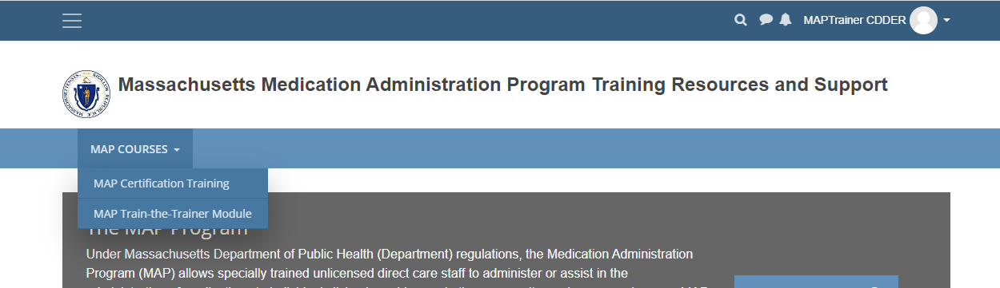 MAPTrainer CDDER
Massachusetts Medication Administration Program Training Resources and Support
MAP COURSES
MAP Certification Training
MAP Train-the-Trainer Module
The MAP Program
Under Massachusetts Department of Public Health (Department) regulations, the Medication Administration
Program (MAP) allows specially trained unlicensed direct care staff to administer or assist in the